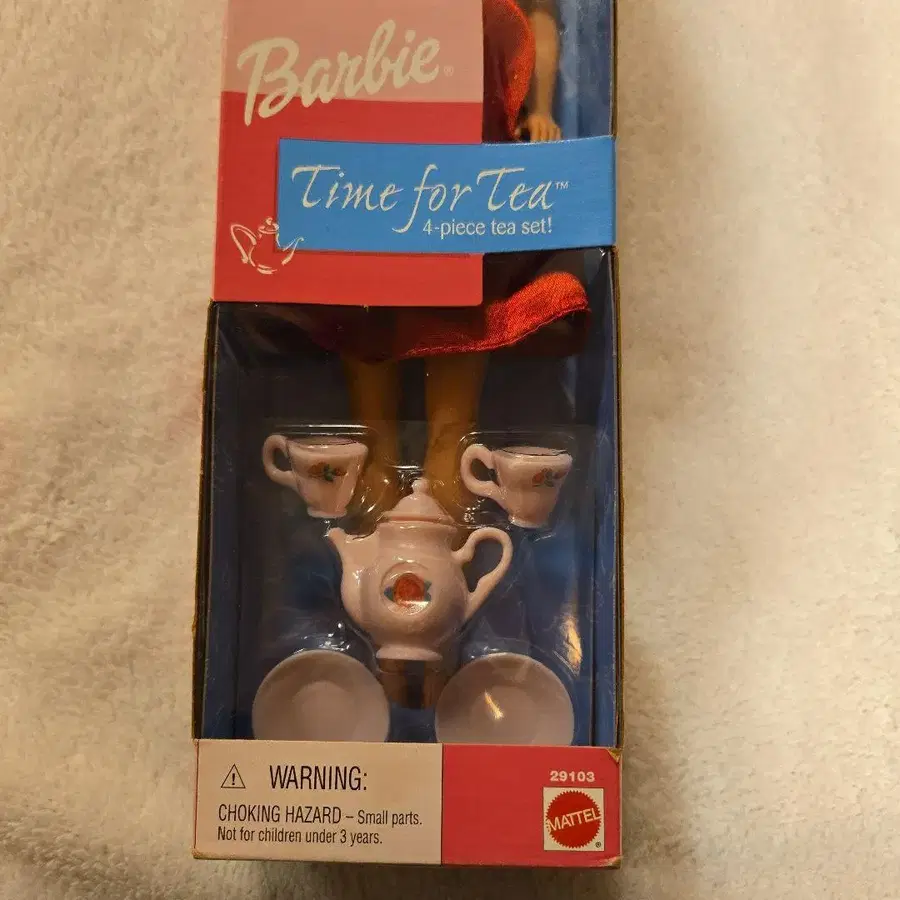 Barbie®
Time for Tea™
4-piece tea set!
⚠ WARNING:
CHOKING HAZARD – Small parts.
Not for children under 3 years.
29103
MATTEL®